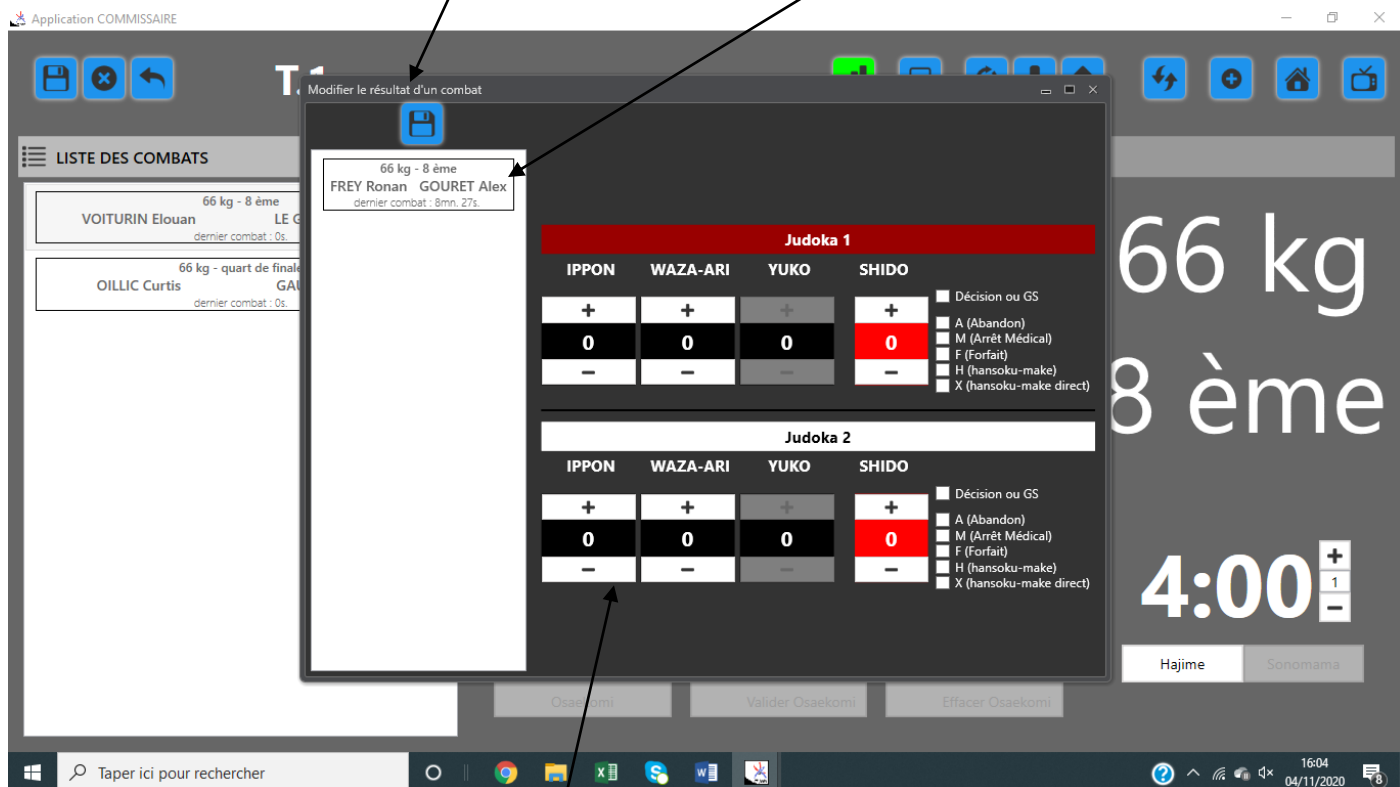 Application COMMISSAIRE
T.1
Modifier le résultat d'un combat
LISTE DES COMBATS
66 kg - 8 ème
VOITURIN Elouan LE G
dernier combat : 0s.
66 kg - quart de finale
OILLIC Curtis GAU
dernier combat : 0s.
66 kg - 8 ème
FREY Ronan GOURET Alex
dernier combat : 8mn. 27s.
Judoka 1
IPPON WAZA-ARI YUKO SHIDO
+ + + +
0 0 0 0
− − − −
Décision ou GS
A (Abandon)
M (Arrêt Médical)
F (Forfait)
H (hansoku-make)
X (hansoku-make direct)
Judoka 2
IPPON WAZA-ARI YUKO SHIDO
+ + + +
0 0 0 0
− − − −
Décision ou GS
A (Abandon)
M (Arrêt Médical)
F (Forfait)
H (hansoku-make)
X (hansoku-make direct)
66 kg
8 ème
4:00
+
1
−
Hajime Sonomama
Osaekomi Valider Osaekomi Effacer Osaekomi
Taper ici pour rechercher
16:04
04/11/2020
8